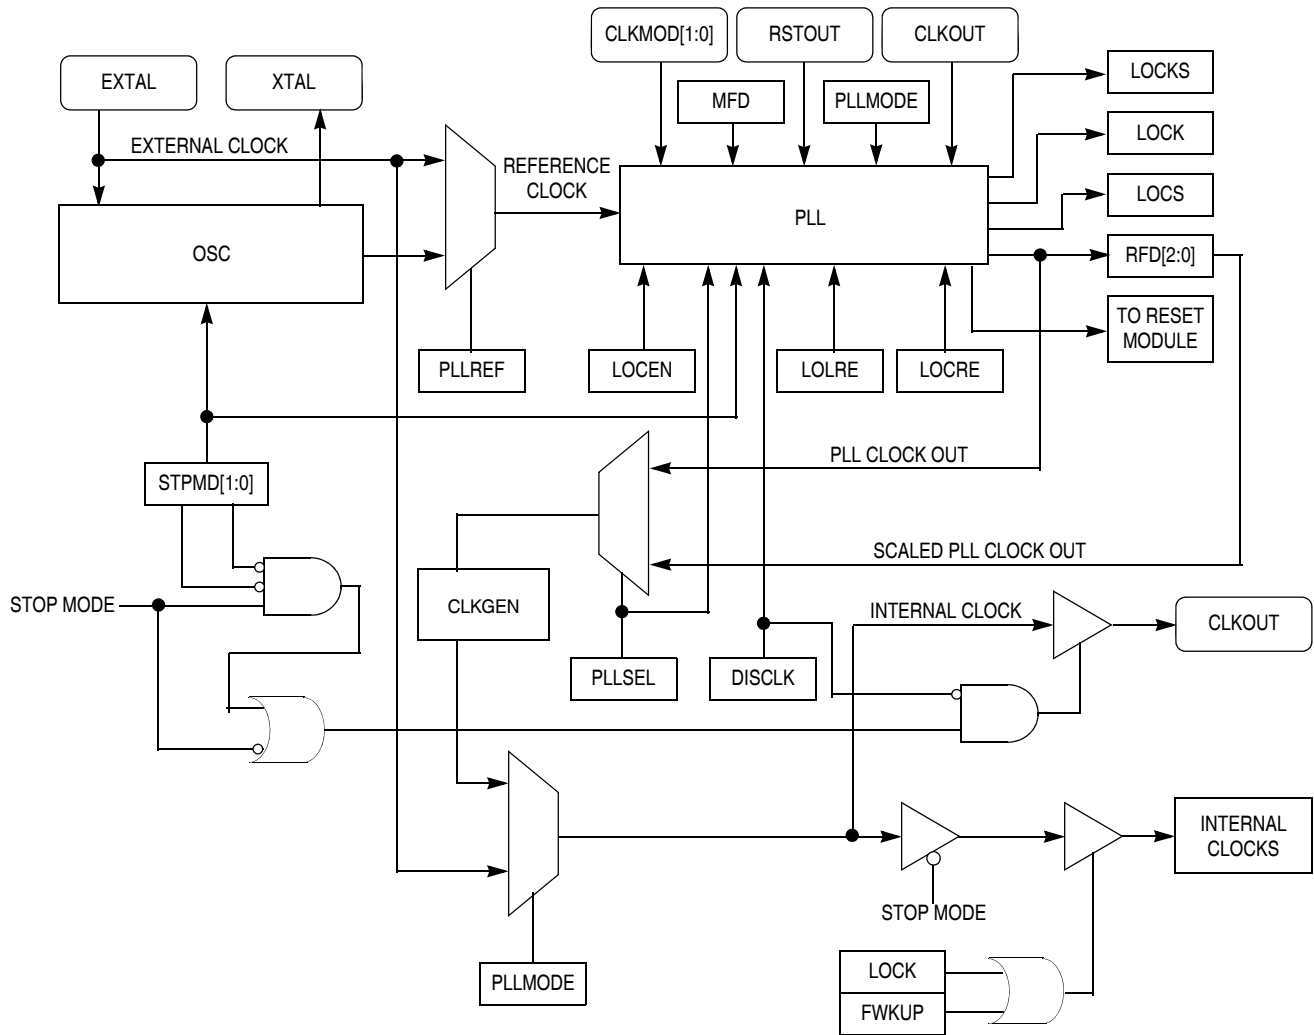 CLKMOD[1:0]
RSTOUT
CLKOUT
EXTAL
XTAL
MFD
PLLMODE
LOCKS
LOCK
LOCS
EXTERNAL CLOCK
REFERENCE
CLOCK
PLL
OSC
RFD[2:0]
TO RESET
MODULE
PLLREF
LOCEN
LOLRE
LOCRE
STPMD[1:0]
PLL CLOCK OUT
SCALED PLL CLOCK OUT
STOP MODE
CLKGEN
INTERNAL CLOCK
CLKOUT
PLLSEL
DISCLK
INTERNAL
CLOCKS
STOP MODE
PLLMODE
LOCK
FWKUP